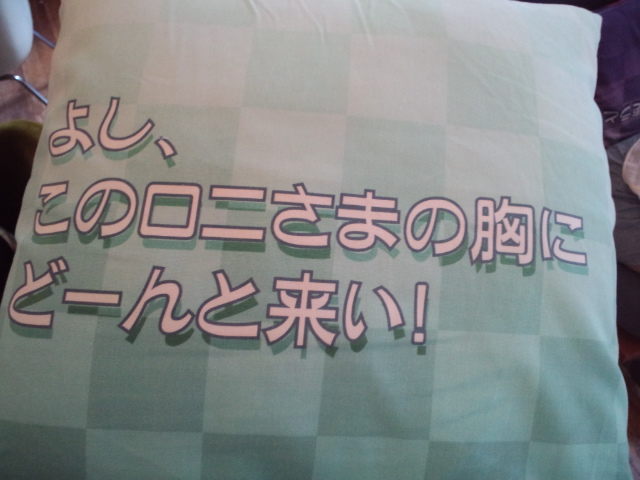 よし、
このロニさまの胸に
どーんと来い!